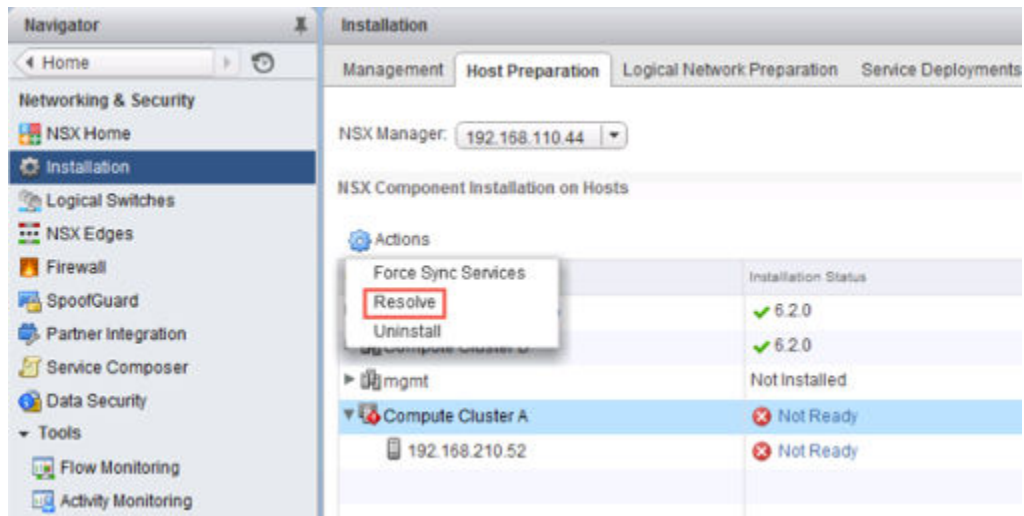 Navigator
Home
Networking & Security
NSX Home
Installation
Logical Switches
NSX Edges
Firewall
SpoofGuard
Partner Integration
Service Composer
Data Security
Tools
Flow Monitoring
Activity Monitoring
Installation
Management Host Preparation Logical Network Preparation Service Deployments
NSX Manager: 192.168.110.44
NSX Component Installation on Hosts
Actions
Force Sync Services
Resolve
Uninstall
Installation Status
6.2.0
6.2.0
mgmt Not Installed
Compute Cluster A Not Ready
192.168.210.52 Not Ready